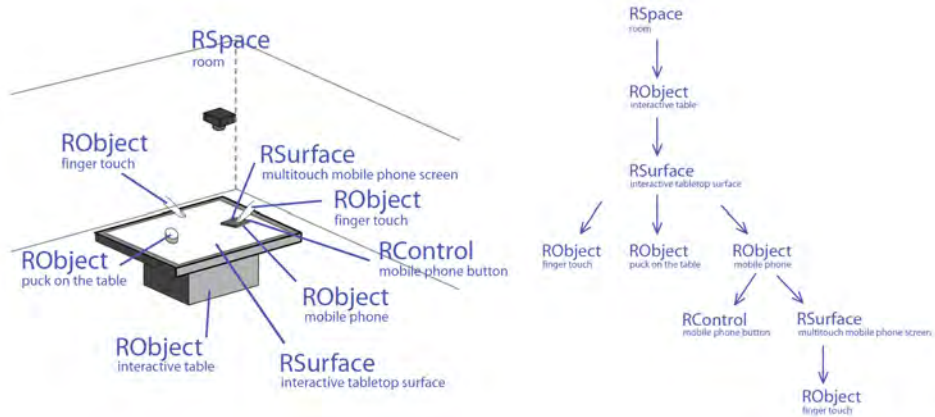 RSpace
room
RObject
finger touch
RSurface
multitouch mobile phone screen
RObject
finger touch
RControl
mobile phone button
RObject
puck on the table
RObject
mobile phone
RObject
interactive table
RSurface
interactive tabletop surface
RSpace
room
RObject
interactive table
RSurface
interactive tabletop surface
RObject
finger touch
RObject
puck on the table
RObject
mobile phone
RControl
mobile phone button
RSurface
multitouch mobile phone screen
RObject
finger touch